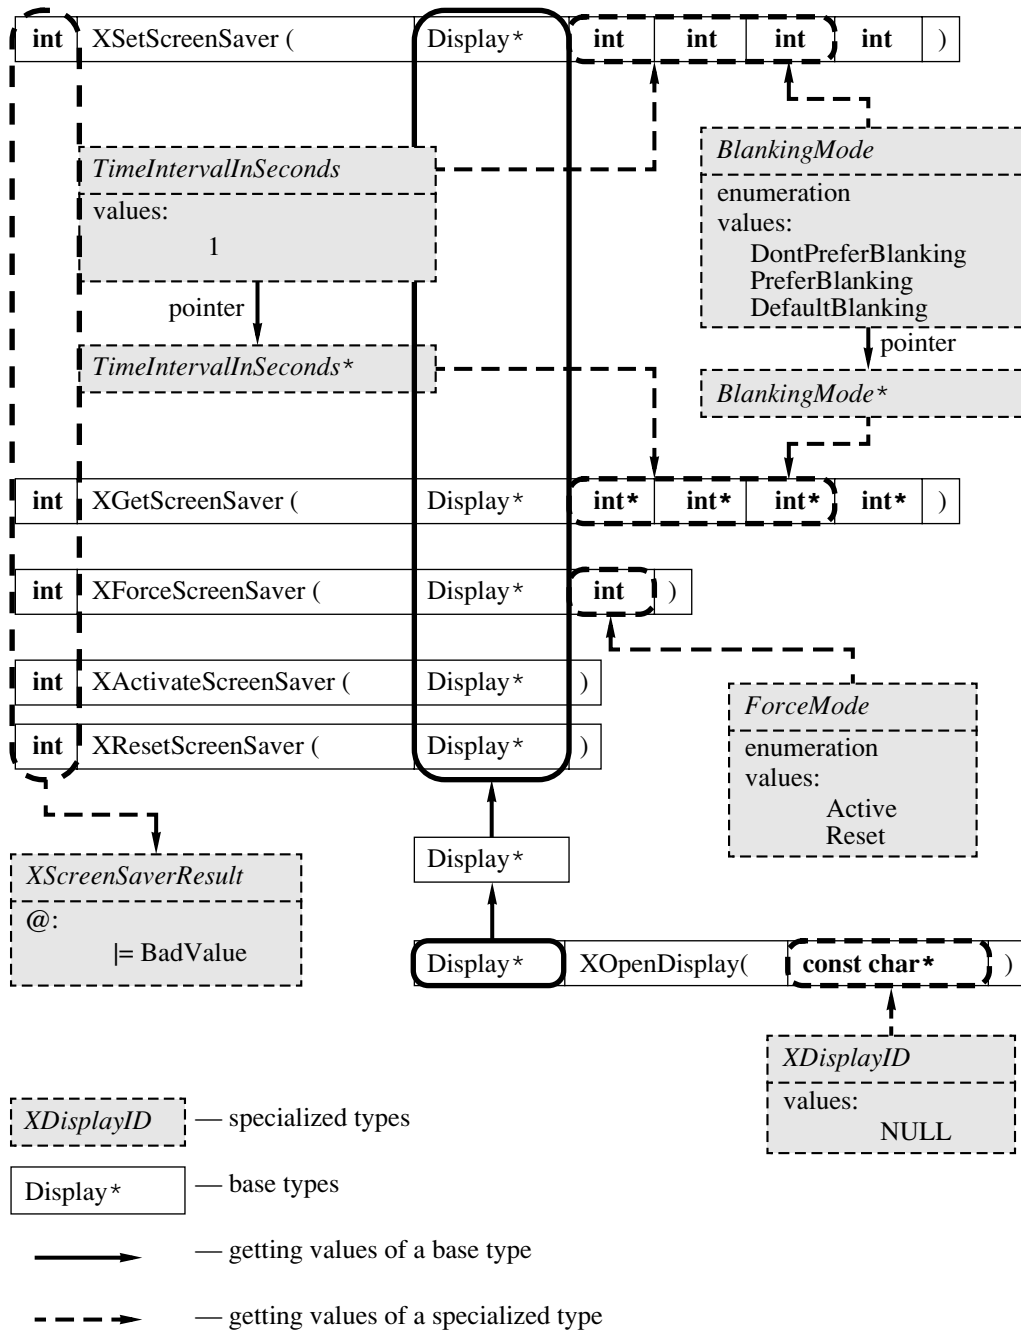 int XSetScreenSaver ( Display* int int int int )
TimeIntervalInSeconds
values:
1
pointer
TimeIntervalInSeconds*
BlankingMode
enumeration
values:
DontPreferBlanking
PreferBlanking
DefaultBlanking
pointer
BlankingMode*
int XGetScreenSaver ( Display* int* int* int* int* )
int XForceScreenSaver ( Display* int )
int XActivateScreenSaver ( Display* )
int XResetScreenSaver ( Display* )
ForceMode
enumeration
values:
Active
Reset
Display*
XScreenSaverResult
@:
|= BadValue
Display* XOpenDisplay( const char* )
XDisplayID
values:
NULL
XDisplayID — specialized types
Display* — base types
— getting values of a base type
— getting values of a specialized type